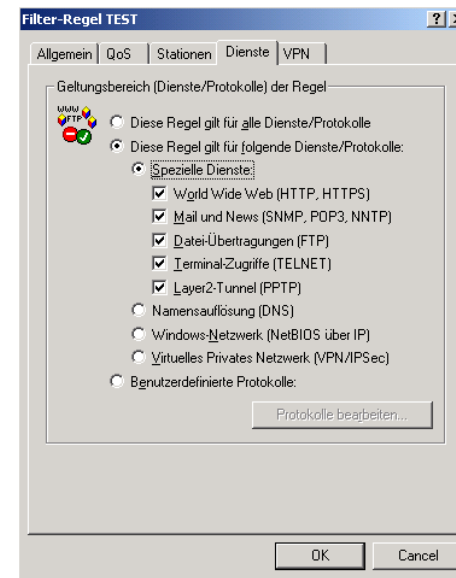 Filter-Regel TEST
Allgemein QoS Stationen Dienste VPN
Geltungsbereich (Dienste/Protokolle) der Regel
WWW
FTP
Diese Regel gilt für alle Dienste/Protokolle
Diese Regel gilt für folgende Dienste/Protokolle:
Spezielle Dienste:
World Wide Web (HTTP, HTTPS)
Mail und News (SNMP, POP3, NNTP)
Datei-Übertragungen (FTP)
Terminal-Zugriffe (TELNET)
Layer2-Tunnel (PPTP)
Namensauflösung (DNS)
Windows-Netzwerk (NetBIOS über IP)
Virtuelles Privates Netzwerk (VPN/IPSec)
Benutzerdefinierte Protokolle:
Protokolle bearbeiten...
OK Cancel